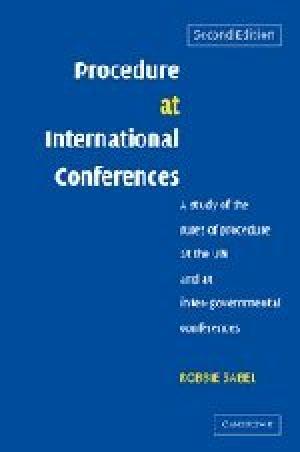 Second Edition
Procedure
at
International
Conferences
A study of the
rules of procedure
at the UN
and at
inter-governmental
conferences
ROBBIE SABEL
CAMBRIDGE